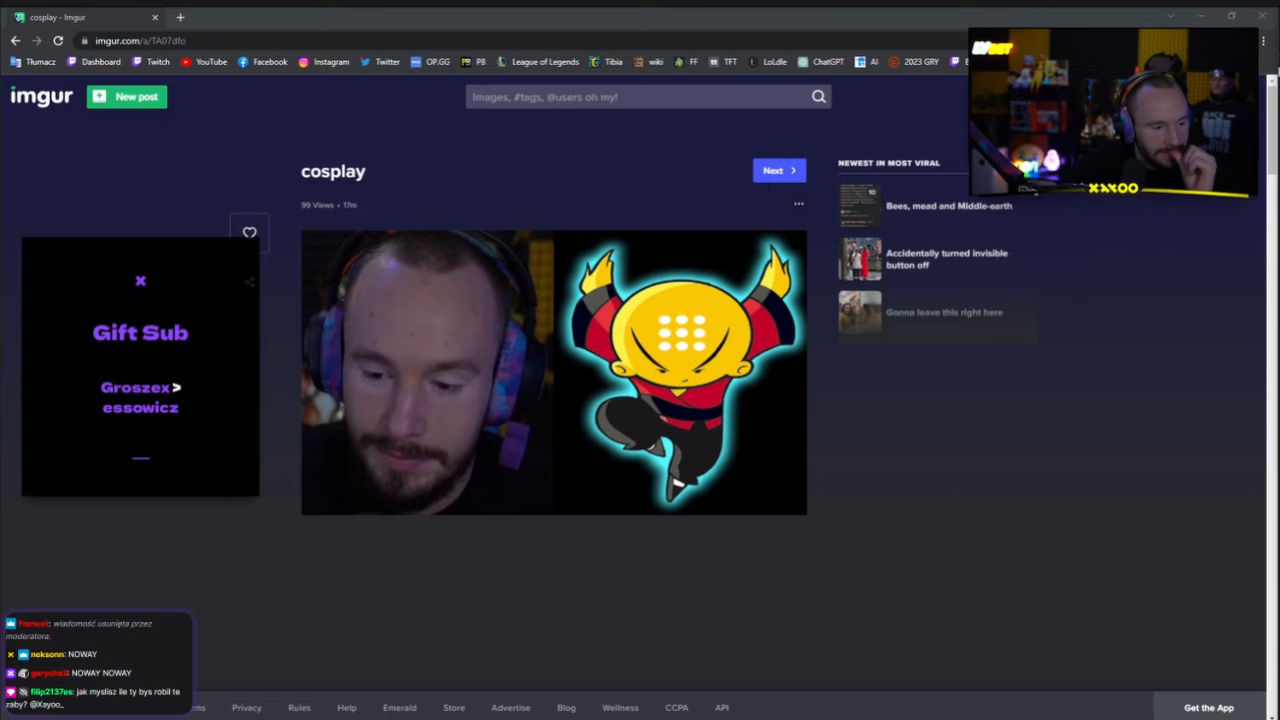 cosplay - Imgur
imgur.com/a/TA07dfo
Tłumacz Dashboard Twitch YouTube Facebook Instagram Twitter OP.GG PB League of Legends Tibia wiki FF TFT LoLdle ChatGPT AI 2023 GRY
imgur New post Images, #tags, @users oh my!
XAYOO
cosplay
Next
99 Views • 17m
NEWEST IN MOST VIRAL
Bees, mead and Middle-earth
Accidentally turned invisible
button off
Gonna leave this right here
Gift Sub
Groszex>
essowicz
wiadomość usunięta przez
moderatora.
neksonn: NOWAY
NOWAY NOWAY
filip2137es: jak myslisz ile ty bys robil te
zaby? @Xayoo_
Privacy Rules Help Emerald Store Advertise Blog Wellness CCPA API Get the App